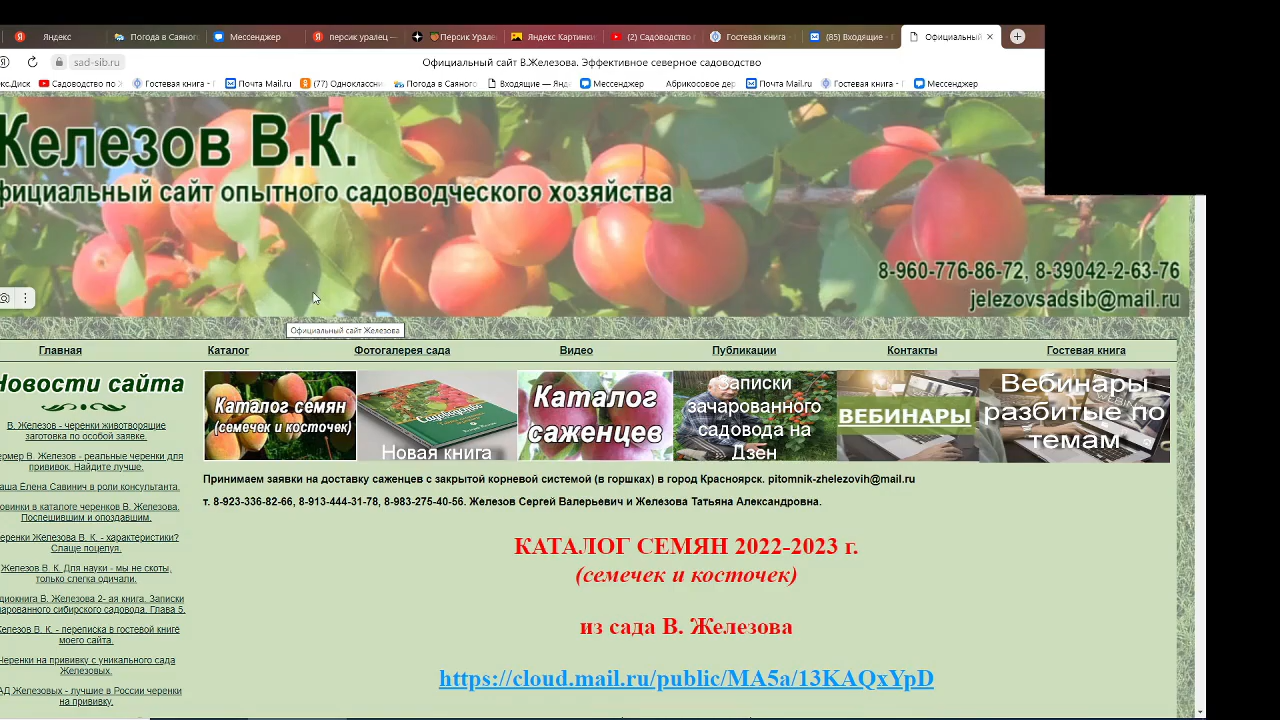 Яндекс
Погода в Саяного
Мессенджер
персик уралец —
Персик Урале
Яндекс Картинки
(2) Садоводство
Гостевая книга -
(85) Входящие -
Официальный
sad-sib.ru
Официальный сайт В.Железова. Эффективное северное садоводство
кс.Диск
Садоводство по
Гостевая книга - Г
Почта Mail.ru
(77) Одноклассни
Погода в Саяного
Входящие — Янд
Мессенджер
Абрикосовое дер
Почта Mail.ru
Гостевая книга - Г
Мессенджер
Железов В.К.
фициальный сайт опытного садоводческого хозяйства
8-960-776-86-72, 8-39042-2-63-76
jelezovsadsib@mail.ru
Официальный сайт Железова
Главная
Каталог
Фотогалерея сада
Видео
Публикации
Контакты
Гостевая книга
Новости сайта
В. Железов - черенки животворящие
заготовка по особой заявке.
ермер В. Железов - реальные черенки для
прививок. Найдите лучше.
аша Елена Савинич в роли консультанта.
овинки в каталоге черенков В. Железова.
Поспешившим и опоздавшим.
еренки Железова В. К. - характеристики?
Слаще поцелуя.
Железов В. К. Для науки - мы не скоты,
только слегка одичали.
диокнига В. Железова 2- ая книга. Записки
чарованного сибирского садовода. Глава 5.
Железов В. К. - переписка в гостевой книге
моего сайта.
Черенки на прививку с уникального сада
Железовых.
АД Железовых - лучшие в России черенки
на прививку.
Каталог семян
(семечек и косточек)
Садоводство
Новая книга
Каталог
саженцев
Записки
зачарованного
садовода на
Дзен
ВЕБИНАРЫ
Вебинары
разбитые по
темам
Принимаем заявки на доставку саженцев с закрытой корневой системой (в горшках) в город Красноярск. pitomnik-zhelezovih@mail.ru
т. 8-923-336-82-66, 8-913-444-31-78, 8-983-275-40-56. Железов Сергей Валерьевич и Железова Татьяна Александровна.
КАТАЛОГ СЕМЯН 2022-2023 г.
(семечек и косточек)
из сада В. Железова
https://cloud.mail.ru/public/MA5a/13KAQxYpD